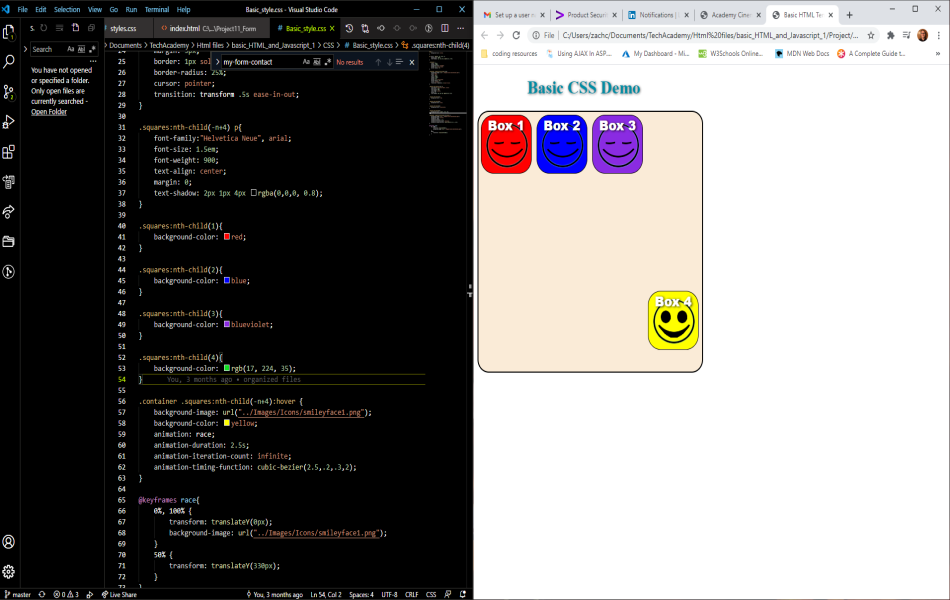 File Edit Selection View Go Run Terminal Help
Basic_style.css - Visual Studio Code
styles.css
index.html C:\...\Project11_Form
Basic_style.css
Documents > TechAcademy > Html files > basic_HTML_and_Javascript_1 > CSS > # Basic_style.css > .squares:nth-child(4)
Search
Aa
You have not opened
or specified a folder.
Only open files are
currently searched -
Open Folder
my-form-contact
No results
25 border: 1px sol
26 border-radius: 25%;
27 cursor: pointer;
28 transition: transform .5s ease-in-out;
29 }
30
31 .squares:nth-child(-n+4) p{
32 font-family:"Helvetica Neue", arial;
33 font-size: 1.5em;
34 font-weight: 900;
35 text-align: center;
36 margin: 0;
37 text-shadow: 2px 1px 4px rgba(0,0,0, 0.8);
38 }
39
40 .squares:nth-child(1){
41 background-color: red;
42 }
43
44 .squares:nth-child(2){
45 background-color: blue;
46 }
47
48 .squares:nth-child(3){
49 background-color: blueviolet;
50 }
51
52 .squares:nth-child(4){
53 background-color: rgb(17, 224, 35);
54 } You, 3 months ago • organized files
55
56 .container .squares:nth-child(-n+4):hover {
57 background-image: url("../Images/Icons/smileyface1.png");
58 background-color: yellow;
59 animation: race;
60 animation-duration: 2.5s;
61 animation-iteration-count: infinite;
62 animation-timing-function: cubic-bezier(2.5,.2,.3,2);
63 }
64
65 @keyframes race{
66 0%, 100% {
67 transform: translateY(0px);
68 background-image: url("../Images/Icons/smileyface1.png");
69 }
70 50% {
71 transform: translateY(330px);
72 }
master
0 3
Live Share
You, 3 months ago
Ln 54, Col 2
Spaces: 4
UTF-8
CRLF
CSS
Set up a user n
Product Securi
Notifications |
Academy Cine
Basic HTML Te
File | C:/Users/zachc/Documents/TechAcademy/Html%20files/basic_HTML_and_Javascript_1/Project/...
coding resources
Using AJAX in ASP....
My Dashboard - Mi...
W3Schools Online...
MDN Web Docs
A Complete Guide t...
Basic CSS Demo
Box 1
Box 2
Box 3
Box 4